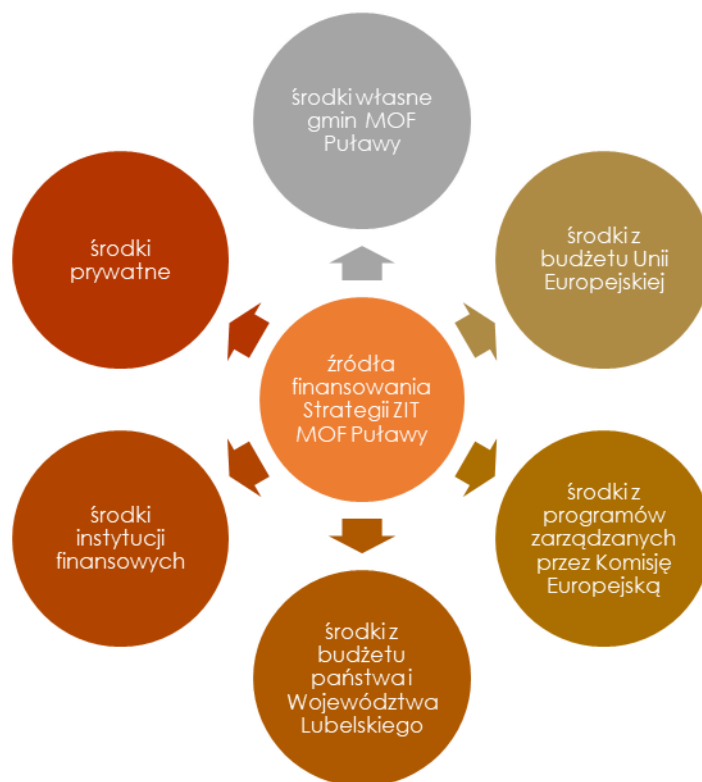 środki własne
gmin MOF
Puławy
środki z
budżetu Unii
Europejskiej
środki
prywatne
źródła
finansowania
Strategii ZIT
MOF Puławy
środki z
programów
zarządzanych
przez Komisję
Europejską
środki
instytucji
finansowych
środki z
budżetu
państwa i
Województwa
Lubelskiego